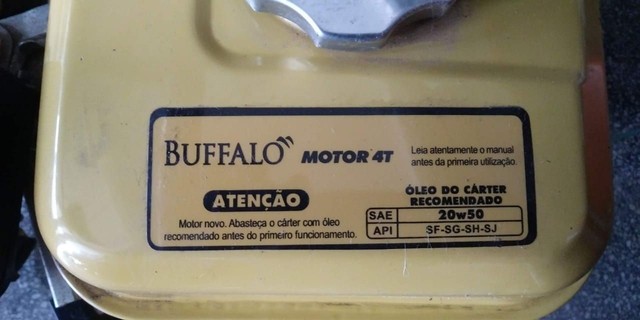 BUFFALO MOTOR 4T
Leia atentamente o manual
antes da primeira utilização.
ATENÇÃO
Motor novo. Abasteça o cárter com óleo
recomendado antes do primeiro funcionamento.
ÓLEO DO CÁRTER
RECOMENDADO
SAE 20w50
API SF-SG-SH-SJ